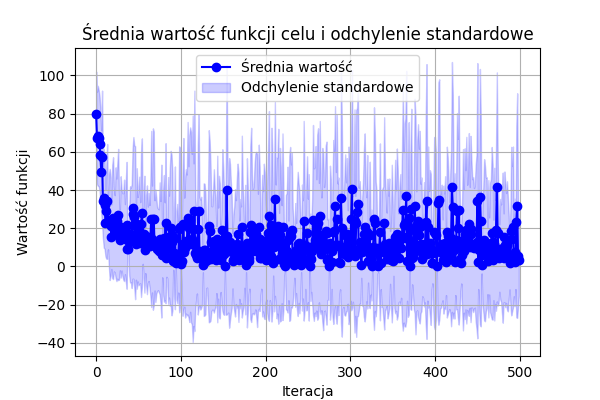 Średnia wartość funkcji celu i odchylenie standardowe
Średnia wartość
Odchylenie standardowe
Wartość funkcji
100
80
60
40
20
0
−20
−40
0 100 200 300 400 500
Iteracja